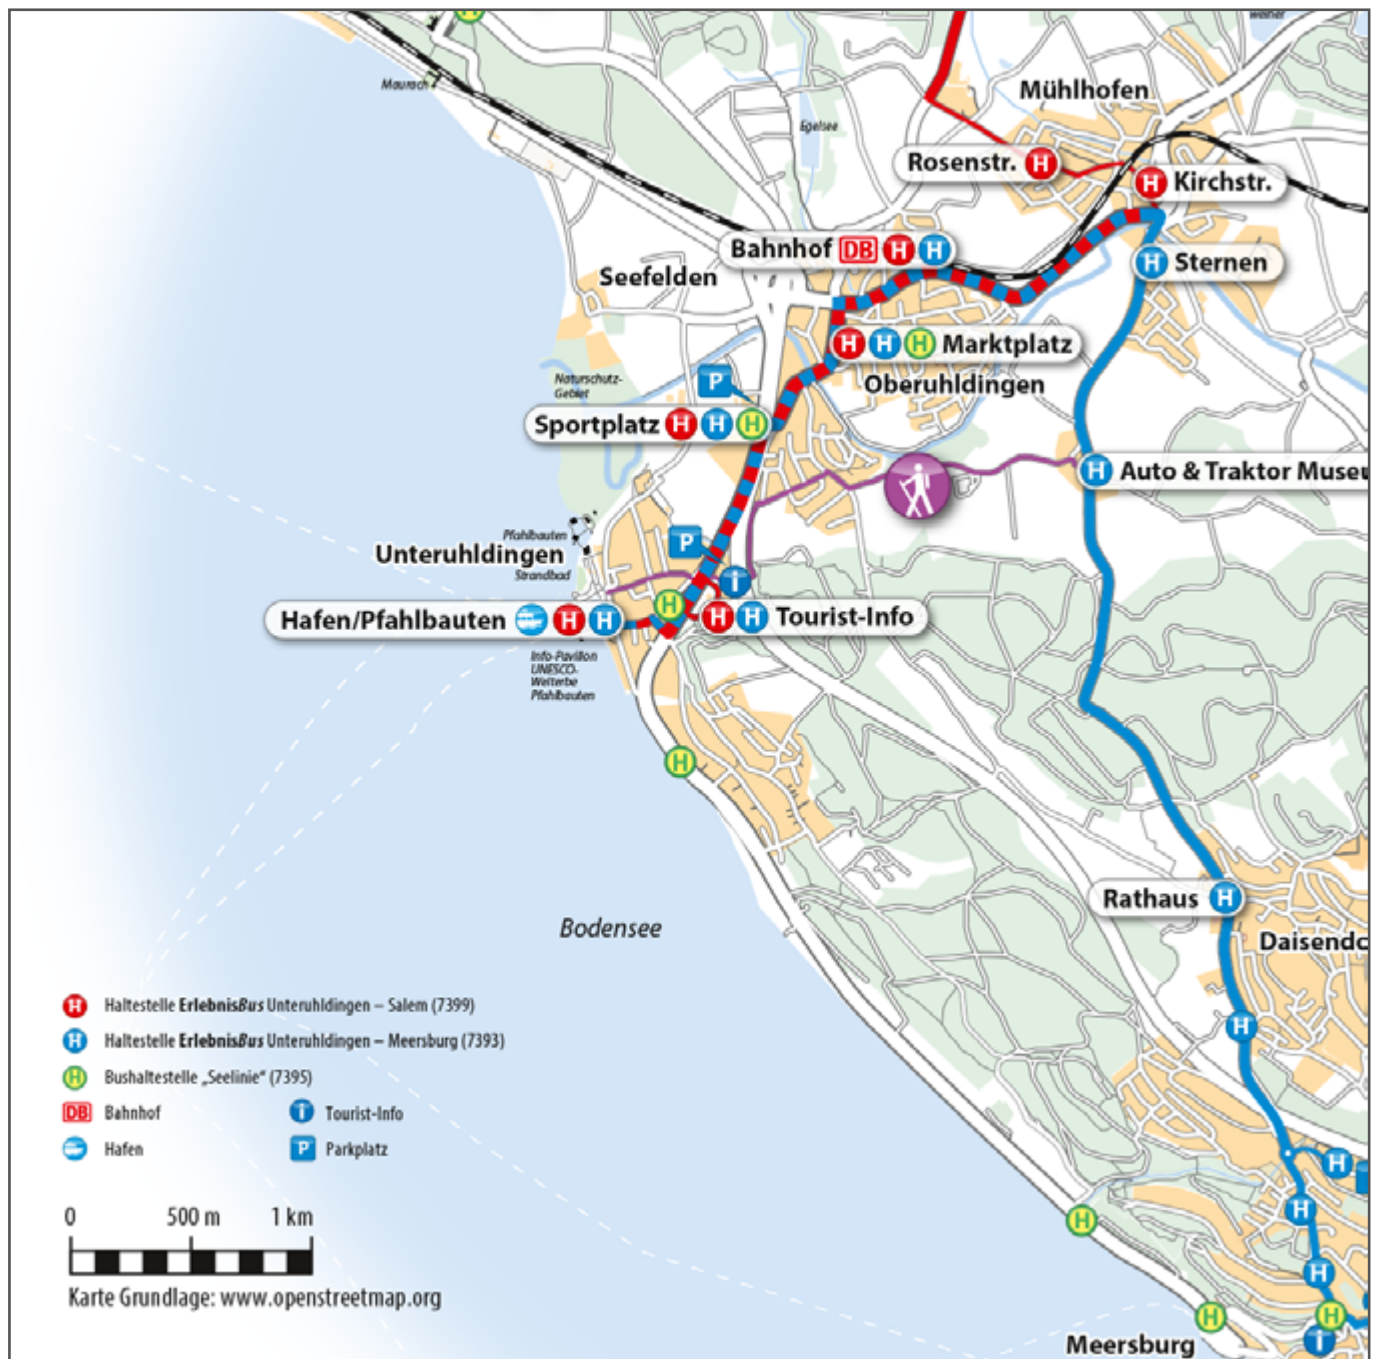 Weiher
Maurach
Mühlhofen
Egelsee
Rosenstr. H
H Kirchstr.
Bahnhof DB H H
H Sternen
Seefelden
H H H Marktplatz
Naturschutz-
Gebiet
P
Oberuhldingen
Sportplatz H H H
H Auto & Traktor Museu
Pfahlbauten
P
Unteruhldingen
Strandbad
i
H
Hafen/Pfahlbauten H H
H H Tourist-Info
Info-Pavillon
UNESCO-
Welterbe
Pfahlbauten
H
Rathaus H
Bodensee
Daisendo
H Haltestelle ErlebnisBus Unteruhldingen – Salem (7399)
H
H Haltestelle ErlebnisBus Unteruhldingen – Meersburg (7393)
H Bushaltestelle „Seelinie“ (7395)
DB Bahnhof
i Tourist-Info
Hafen
P Parkplatz
H
H
H
0 500 m 1 km
H
H
H
Karte Grundlage: www.openstreetmap.org
H
i
Meersburg